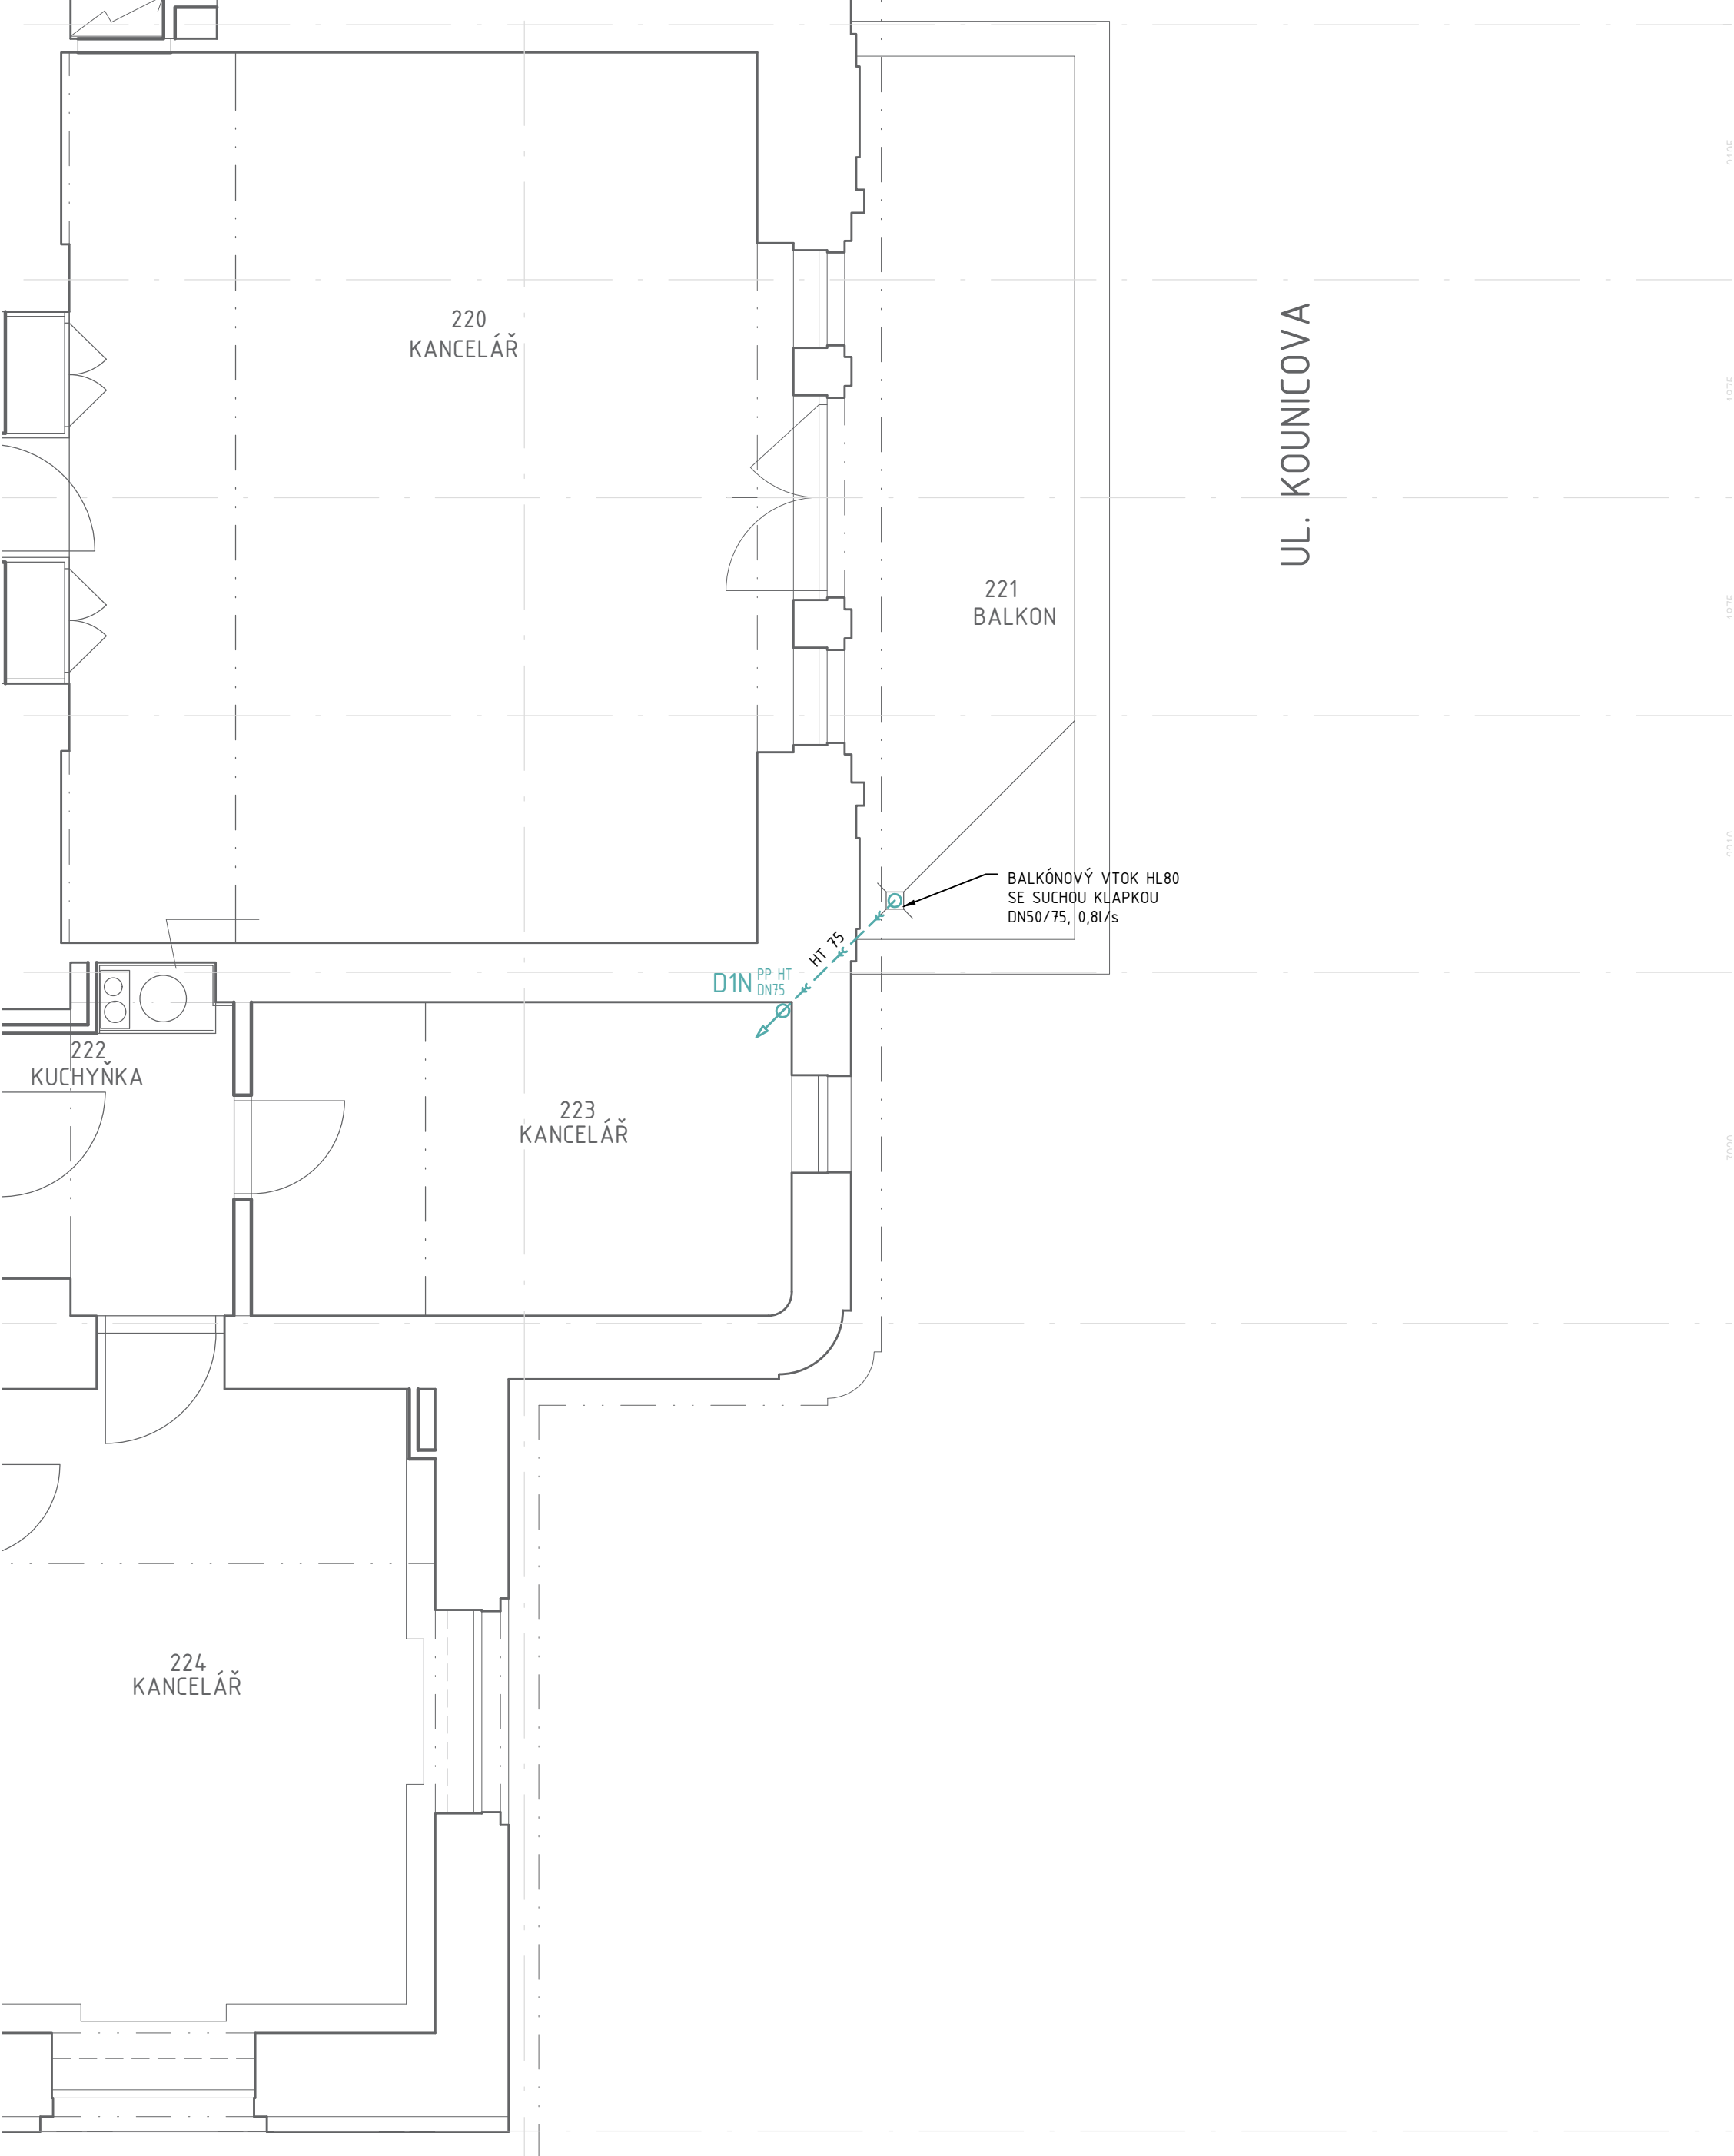 220
KANCELÁŘ
UL. KOUNICOVA
221
BALKON
BALKÓNOVÝ VTOK HL80
SE SUCHOU KLAPKOU
DN50/75, 0,8l/s
HT 75
D1N PP HT
DN75
222
KUCHYŇKA
223
KANCELÁŘ
224
KANCELÁŘ